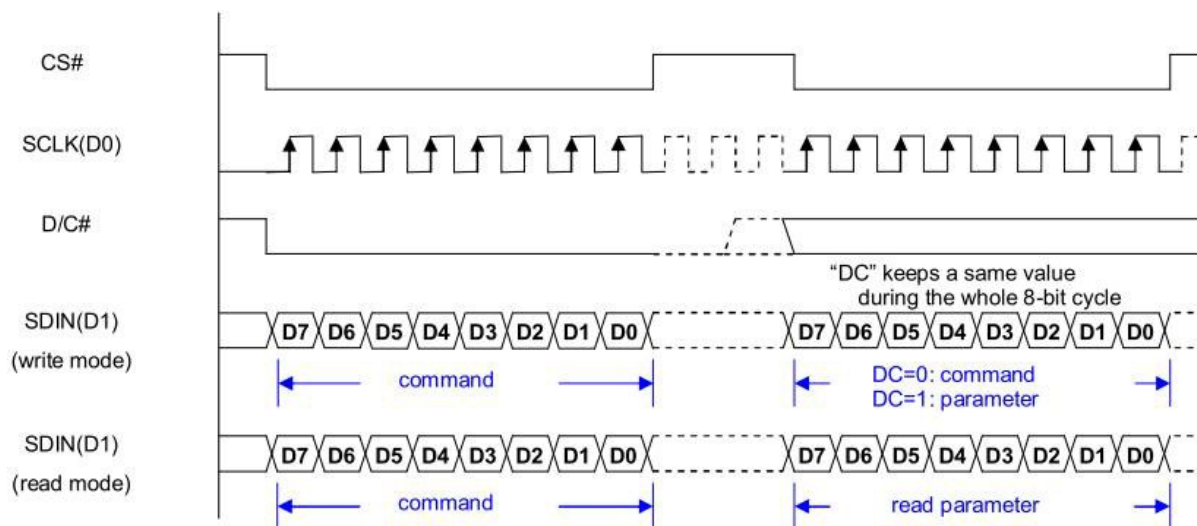 CS#
SCLK(D0)
D/C#
“DC” keeps a same value
during the whole 8-bit cycle
SDIN(D1)
(write mode)
D7 D6 D5 D4 D3 D2 D1 D0
D7 D6 D5 D4 D3 D2 D1 D0
command
DC=0: command
DC=1: parameter
SDIN(D1)
(read mode)
D7 D6 D5 D4 D3 D2 D1 D0
D7 D6 D5 D4 D3 D2 D1 D0
command
read parameter